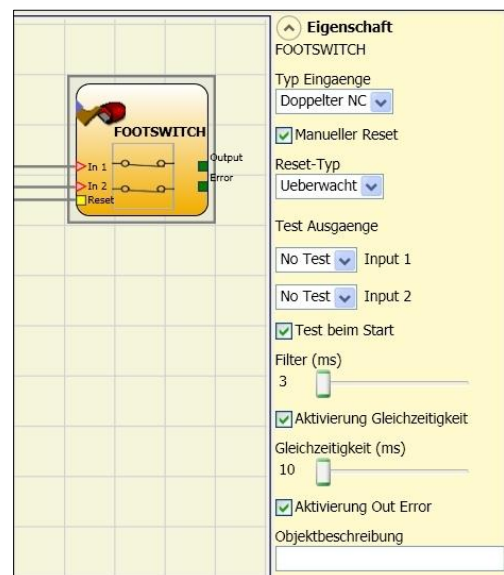 FOOTSWITCH
In 1
In 2
Reset
Output
Error
Eigenschaft
FOOTSWITCH
Typ Eingaenge
Doppelter NC
Manueller Reset
Reset-Typ
Ueberwacht
Test Ausgaenge
No Test Input 1
No Test Input 2
Test beim Start
Filter (ms)
3
Aktivierung Gleichzeitigkeit
Gleichzeitigkeit (ms)
10
Aktivierung Out Error
Objektbeschreibung